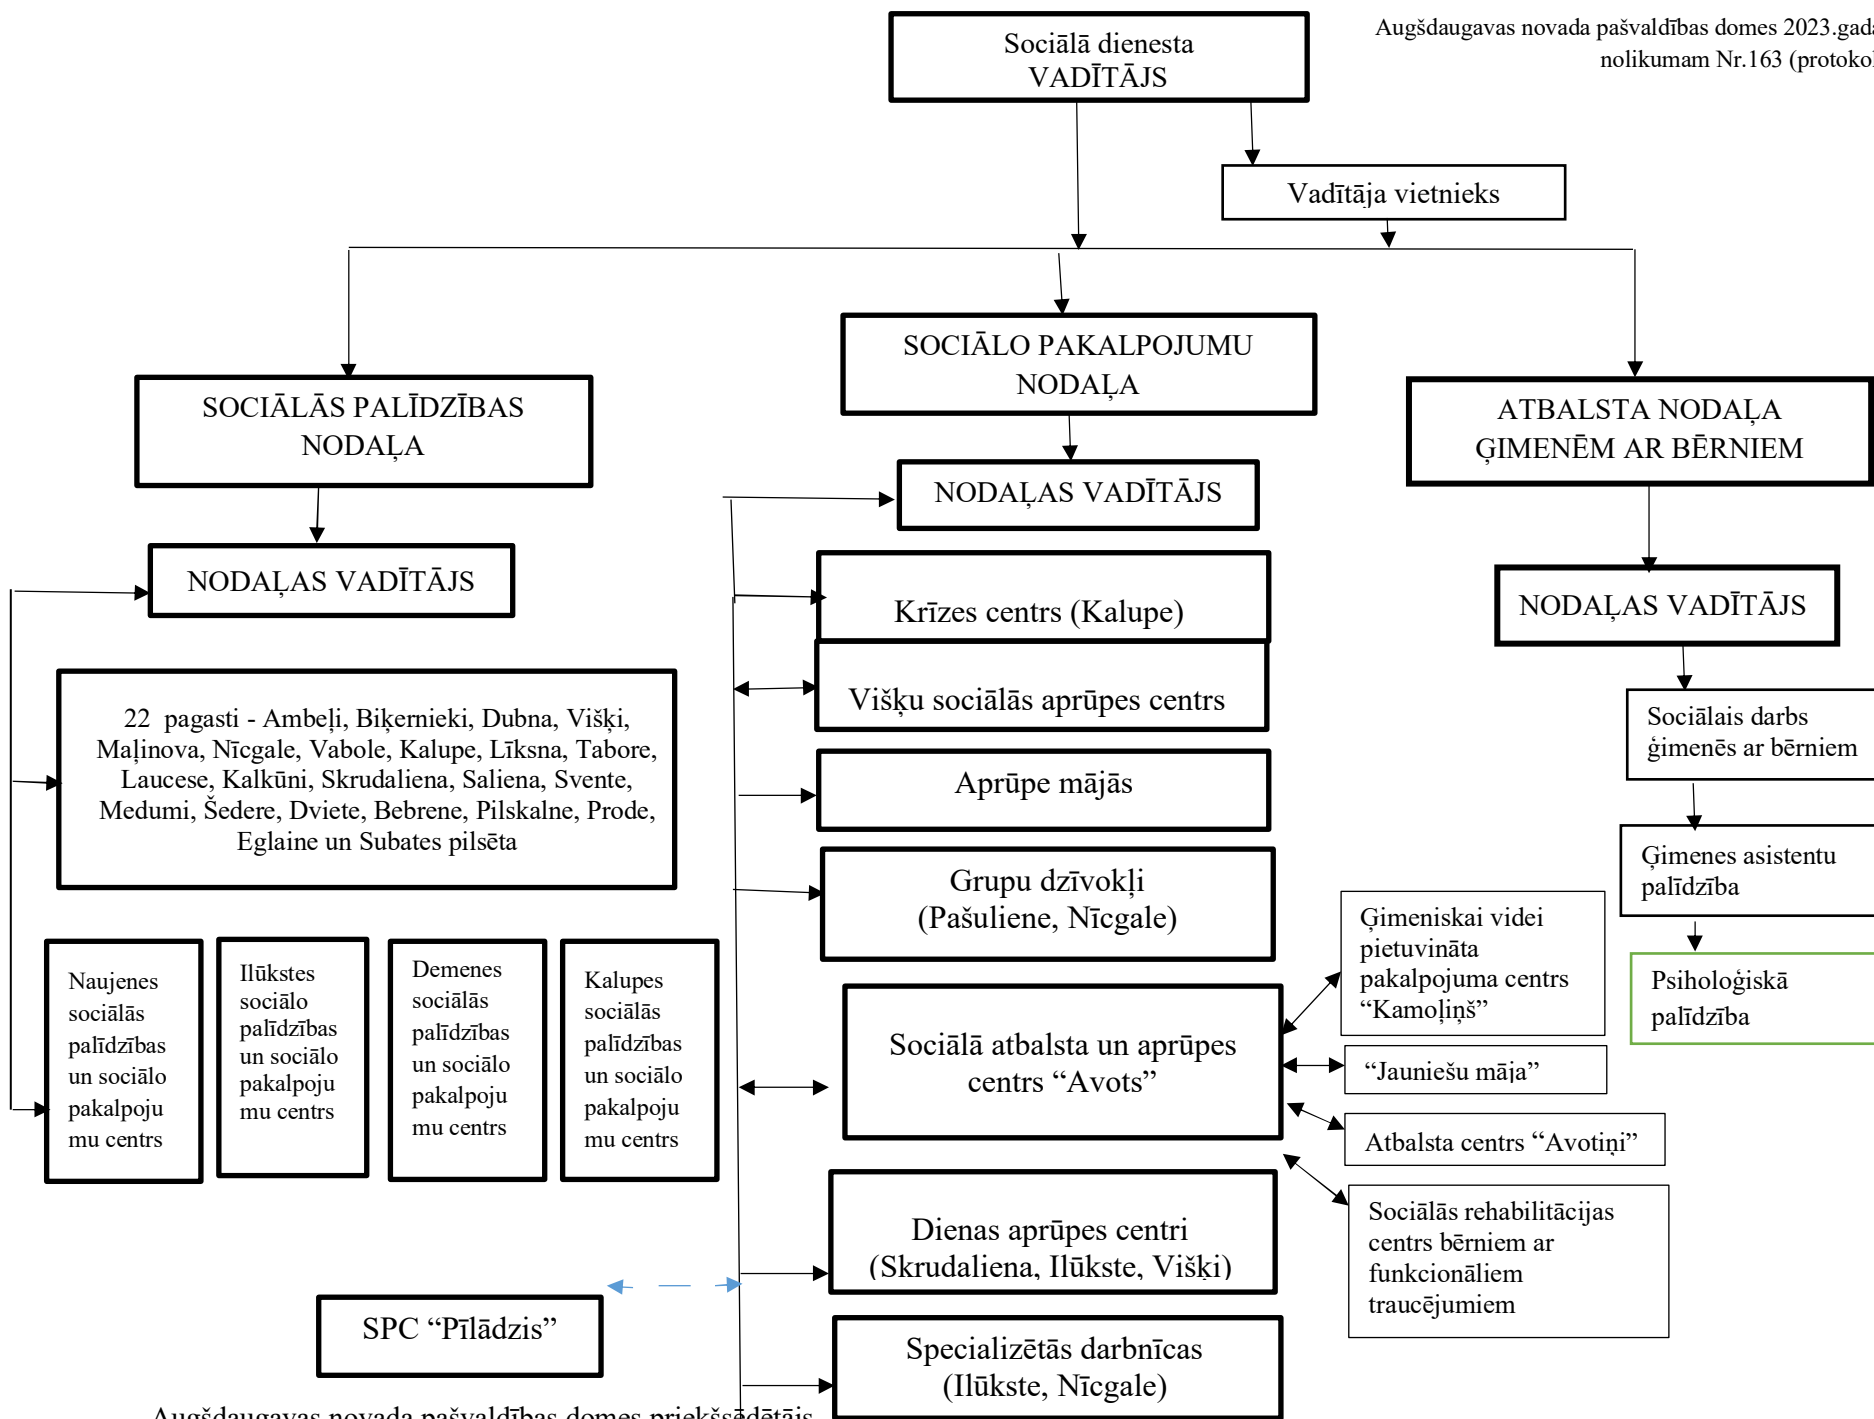 Augšdaugavas novada pašvaldības domes 2023.gada
nolikumam Nr.163
Sociālā dienesta
VADĪTĀJS
Vadītāja vietnieks
SOCIĀLĀS PALĪDZĪBAS
NODAĻA
NODAĻAS VADĪTĀJS
22 pagasti - Ambeļi, Biķernieki, Dubna, Višķi,
Maļinova, Nīcgale, Vabole, Kalupe, Līksna, Tabore,
Laucese, Kalkūni, Skrudaliena, Saliena, Svente,
Medumi, Šedere, Dviete, Bebrene, Pilskalne, Prode,
Eglaine un Subates pilsēta
Naujenes
sociālās
palīdzības
un sociālo
pakalpoju
mu centrs
Ilūkstes
sociālo
palīdzības
un sociālo
pakalpoju
mu centrs
Demenes
sociālās
palīdzības
un sociālo
pakalpoju
mu centrs
Kalupes
sociālās
palīdzības
un sociālo
pakalpoju
mu centrs
SOCIĀLO PAKALPOJUMU
NODAĻA
NODAĻAS VADĪTĀJS
Krīzes centrs (Kalupe)
Višķu sociālās aprūpes centrs
Aprūpe mājās
Grupu dzīvokļi
(Pašuliene, Nīcgale)
Sociālā atbalsta un aprūpes
centrs “Avots”
Ģimeniskai videi
pietuvināta
pakalpojuma centrs
“Kamoļiņš”
“Jauniešu māja”
Atbalsta centrs “Avotiņi”
Sociālās rehabilitācijas
centrs bērniem ar
funkcionāliem
traucējumiem
Dienas aprūpes centri
(Skrudaliena, Ilūkste, Višķi)
Specializētās darbnīcas
(Ilūkste, Nīcgale)
SPC “Pīlādzis”
ATBALSTA NODAĻA
ĢIMENĒM AR BĒRNIEM
NODAĻAS VADĪTĀJS
Sociālais darbs
ģimenēs ar bērniem
Ģimenes asistentu
palīdzība
Psiholoģiskā
palīdzība
Augšdaugavas novada pašvaldības domes priekšsēdētājs